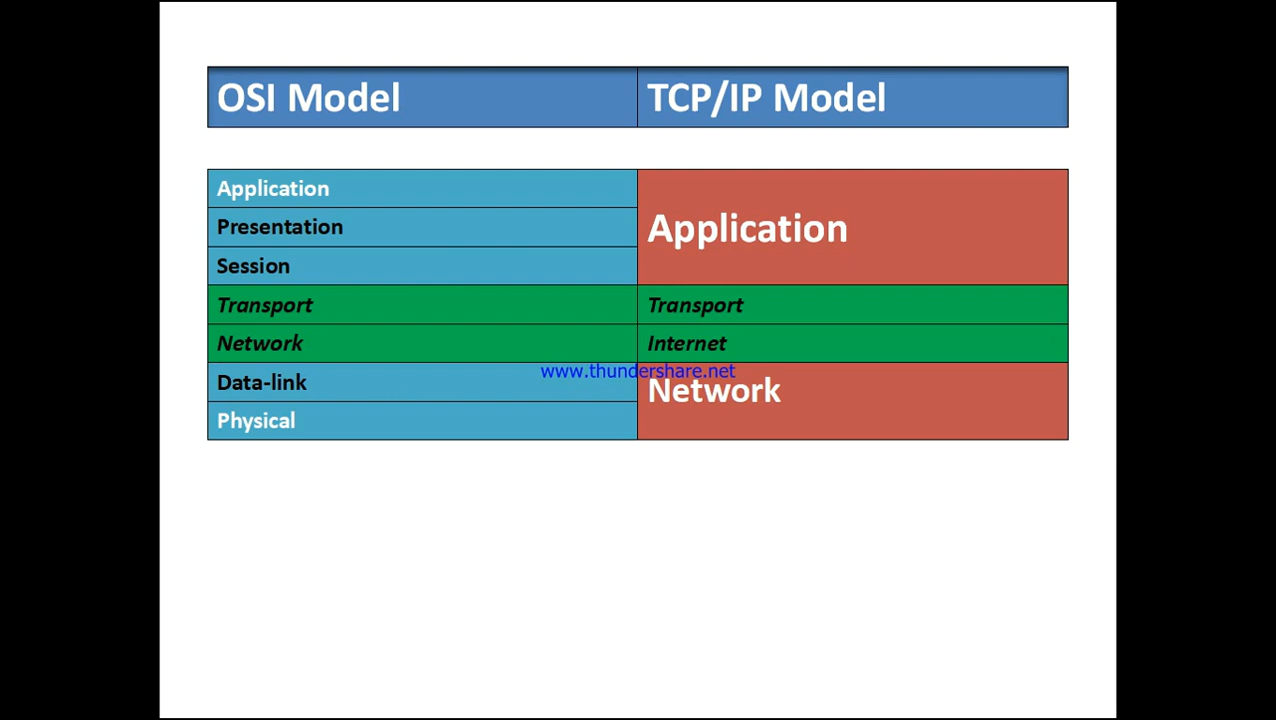 OSI Model
TCP/IP Model
Application
Presentation
Session
Application
Transport
Transport
Network
Internet
www.thundershare.net
Data-link
Physical
Network